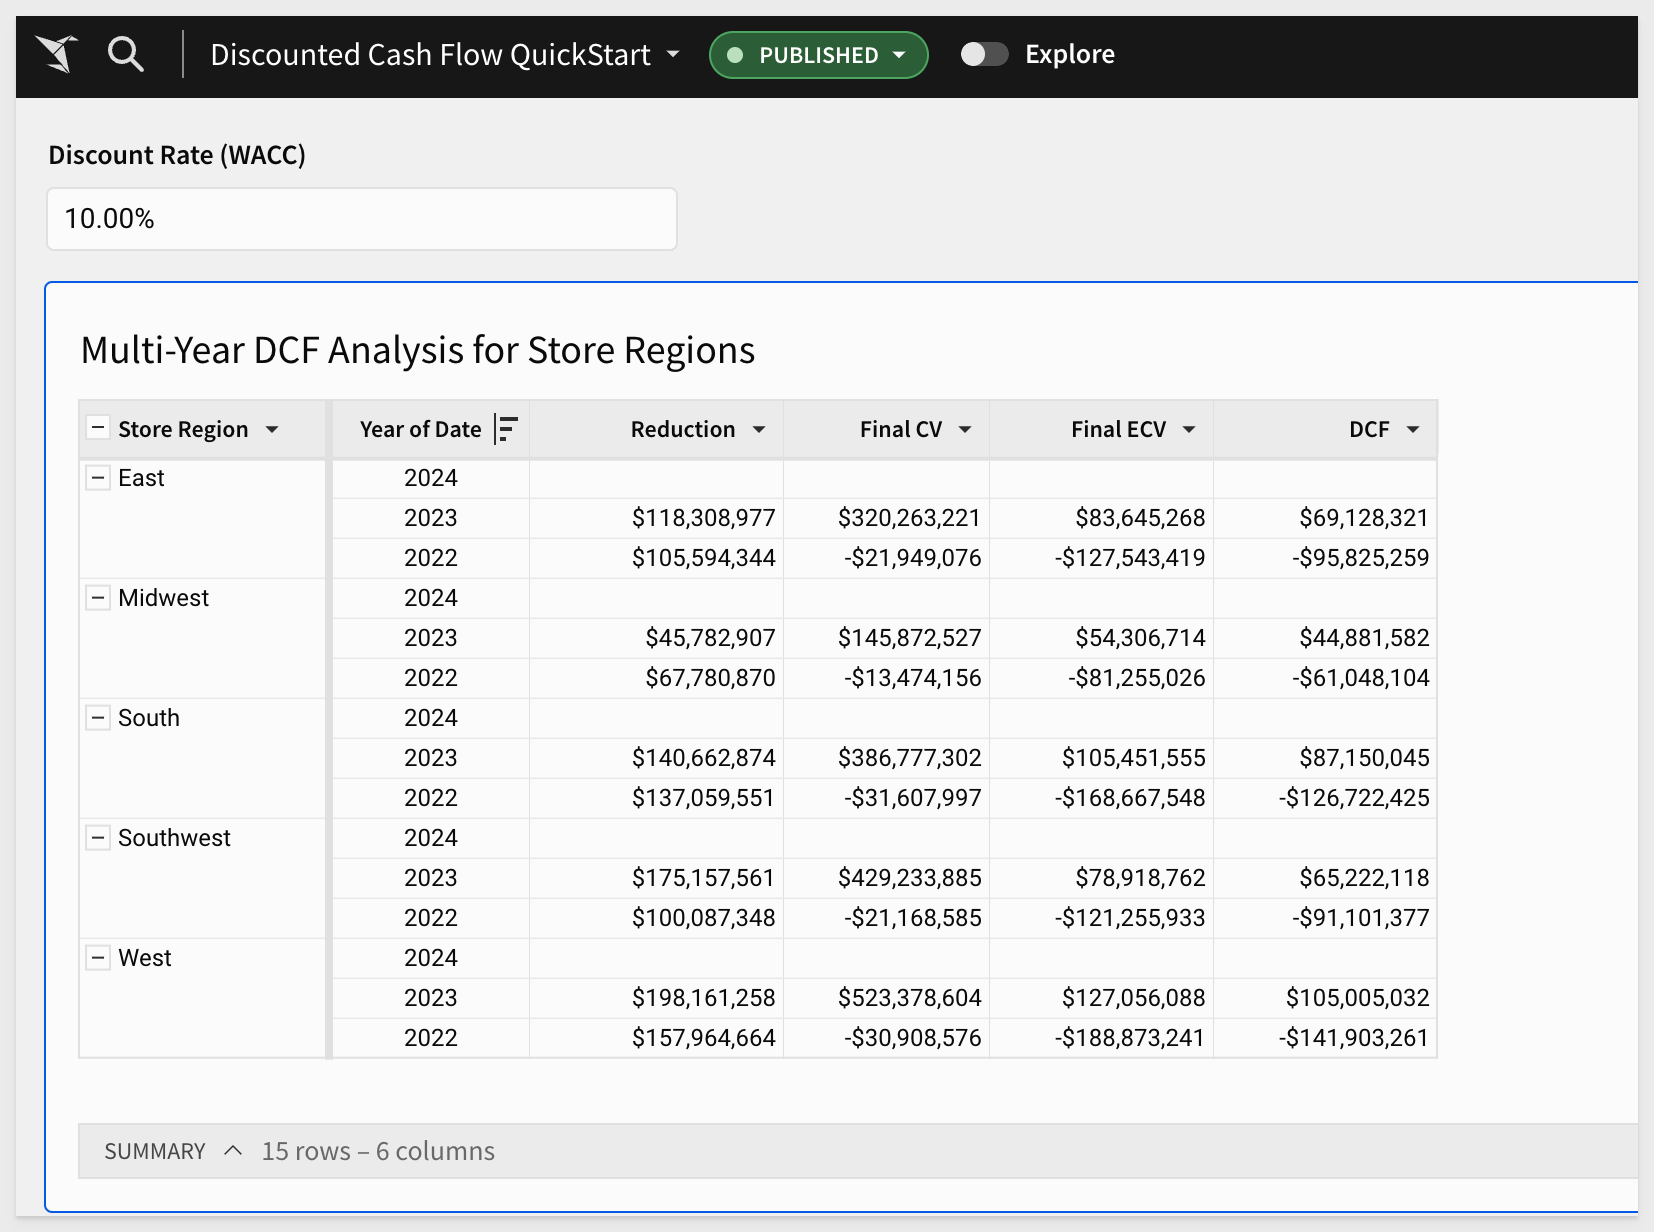 Discounted Cash Flow QuickStart PUBLISHED Explore
Discount Rate (WACC)
10.00%
Multi-Year DCF Analysis for Store Regions
Store Region Year of Date Reduction Final CV Final ECV DCF
East 2024
2023 $118,308,977 $320,263,221 $83,645,268 $69,128,321
2022 $105,594,344 -$21,949,076 -$127,543,419 -$95,825,259
Midwest 2024
2023 $45,782,907 $145,872,527 $54,306,714 $44,881,582
2022 $67,780,870 -$13,474,156 -$81,255,026 -$61,048,104
South 2024
2023 $140,662,874 $386,777,302 $105,451,555 $87,150,045
2022 $137,059,551 -$31,607,997 -$168,667,548 -$126,722,425
Southwest 2024
2023 $175,157,561 $429,233,885 $78,918,762 $65,222,118
2022 $100,087,348 -$21,168,585 -$121,255,933 -$91,101,377
West 2024
2023 $198,161,258 $523,378,604 $127,056,088 $105,005,032
2022 $157,964,664 -$30,908,576 -$188,873,241 -$141,903,261
SUMMARY 15 rows – 6 columns